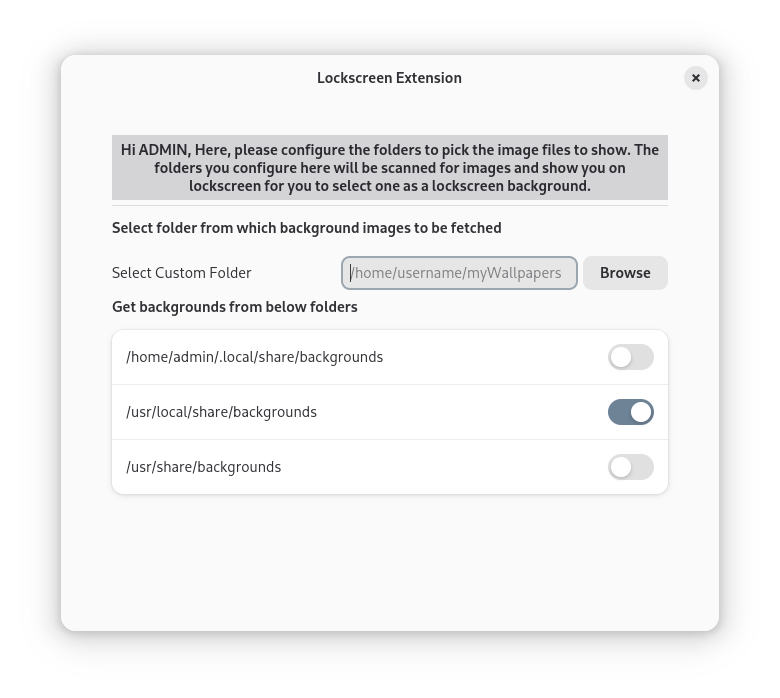 Lockscreen Extension
Hi ADMIN, Here, please configure the folders to pick the image files to show. The
folders you configure here will be scanned for images and show you on
lockscreen for you to select one as a lockscreen background.
Select folder from which background images to be fetched
Select Custom Folder
/home/username/myWallpapers
Browse
Get backgrounds from below folders
/home/admin/.local/share/backgrounds
/usr/local/share/backgrounds
/usr/share/backgrounds